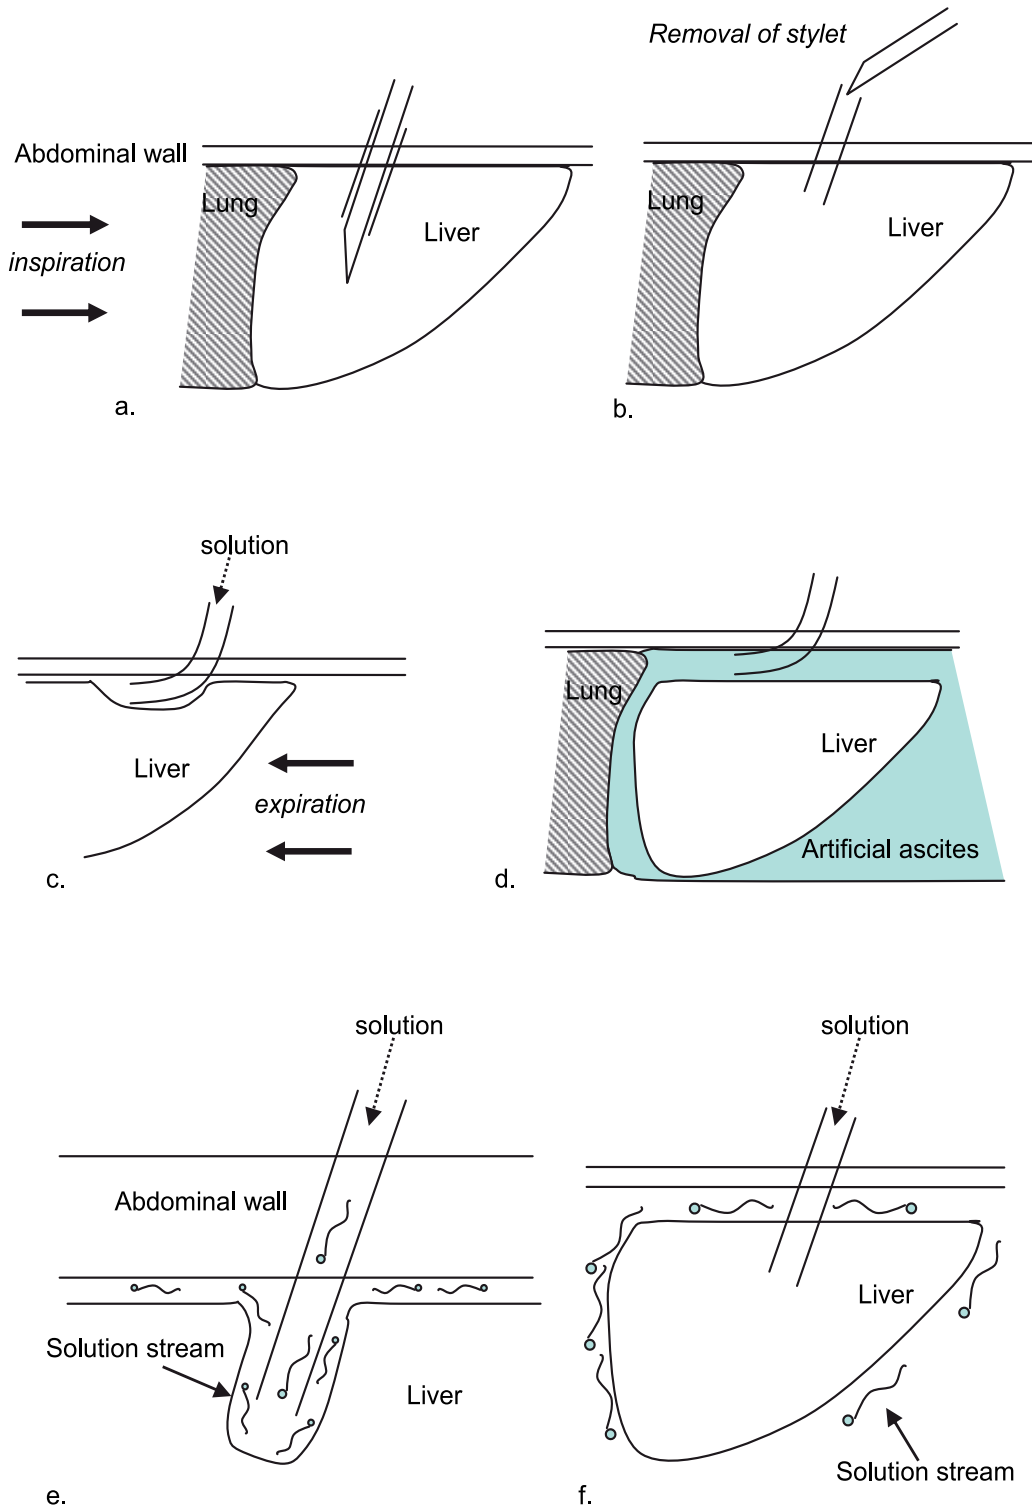 Removal of stylet
Abdominal wall
Lung
Liver
inspiration
a.
Lung
Liver
b.
solution
Liver
expiration
c.
Lung
Liver
Artificial ascites
d.
solution
Abdominal wall
Solution stream
Liver
e.
solution
Liver
Solution stream
f.